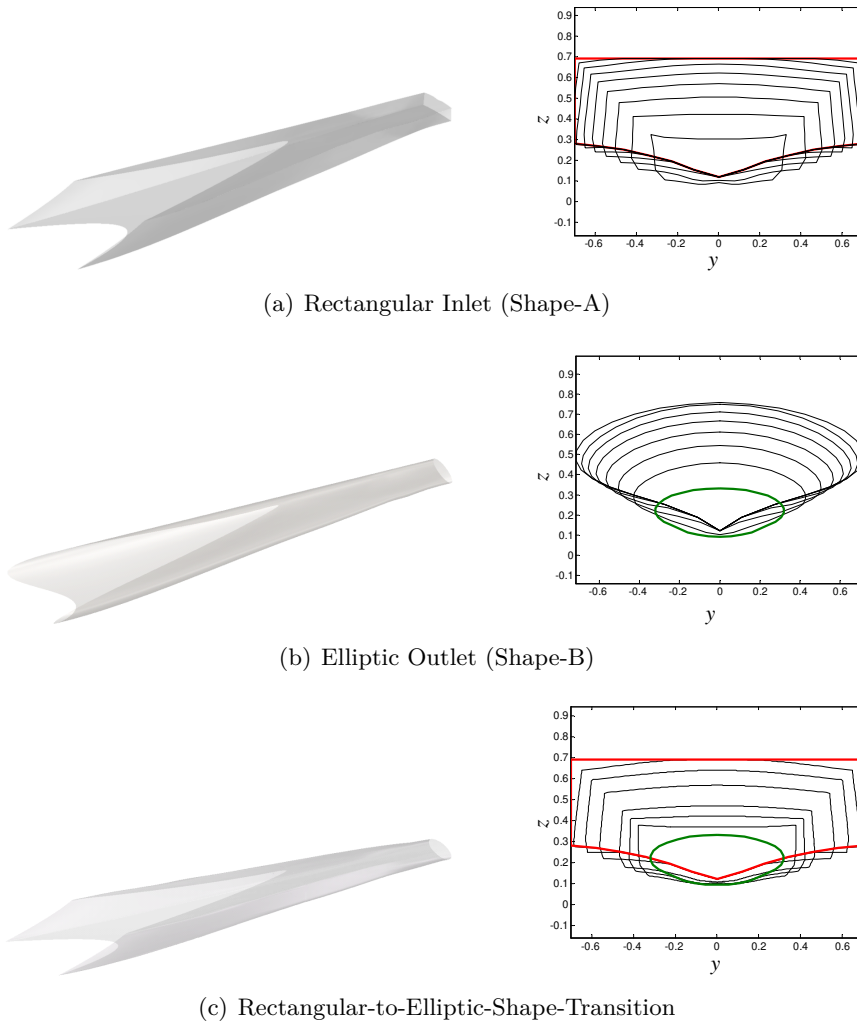 0.9
0.8
0.7
0.6
0.5
0.4
0.3
0.2
0.1
0
-0.1
z
-0.6 -0.4 -0.2 0 0.2 0.4 0.6
y
(a) Rectangular Inlet (Shape-A)
0.9
0.8
0.7
0.6
0.5
0.4
0.3
0.2
0.1
0
-0.1
z
-0.6 -0.4 -0.2 0 0.2 0.4 0.6
y
(b) Elliptic Outlet (Shape-B)
0.9
0.8
0.7
0.6
0.5
0.4
0.3
0.2
0.1
0
-0.1
z
-0.6 -0.4 -0.2 0 0.2 0.4 0.6
y
(c) Rectangular-to-Elliptic-Shape-Transition